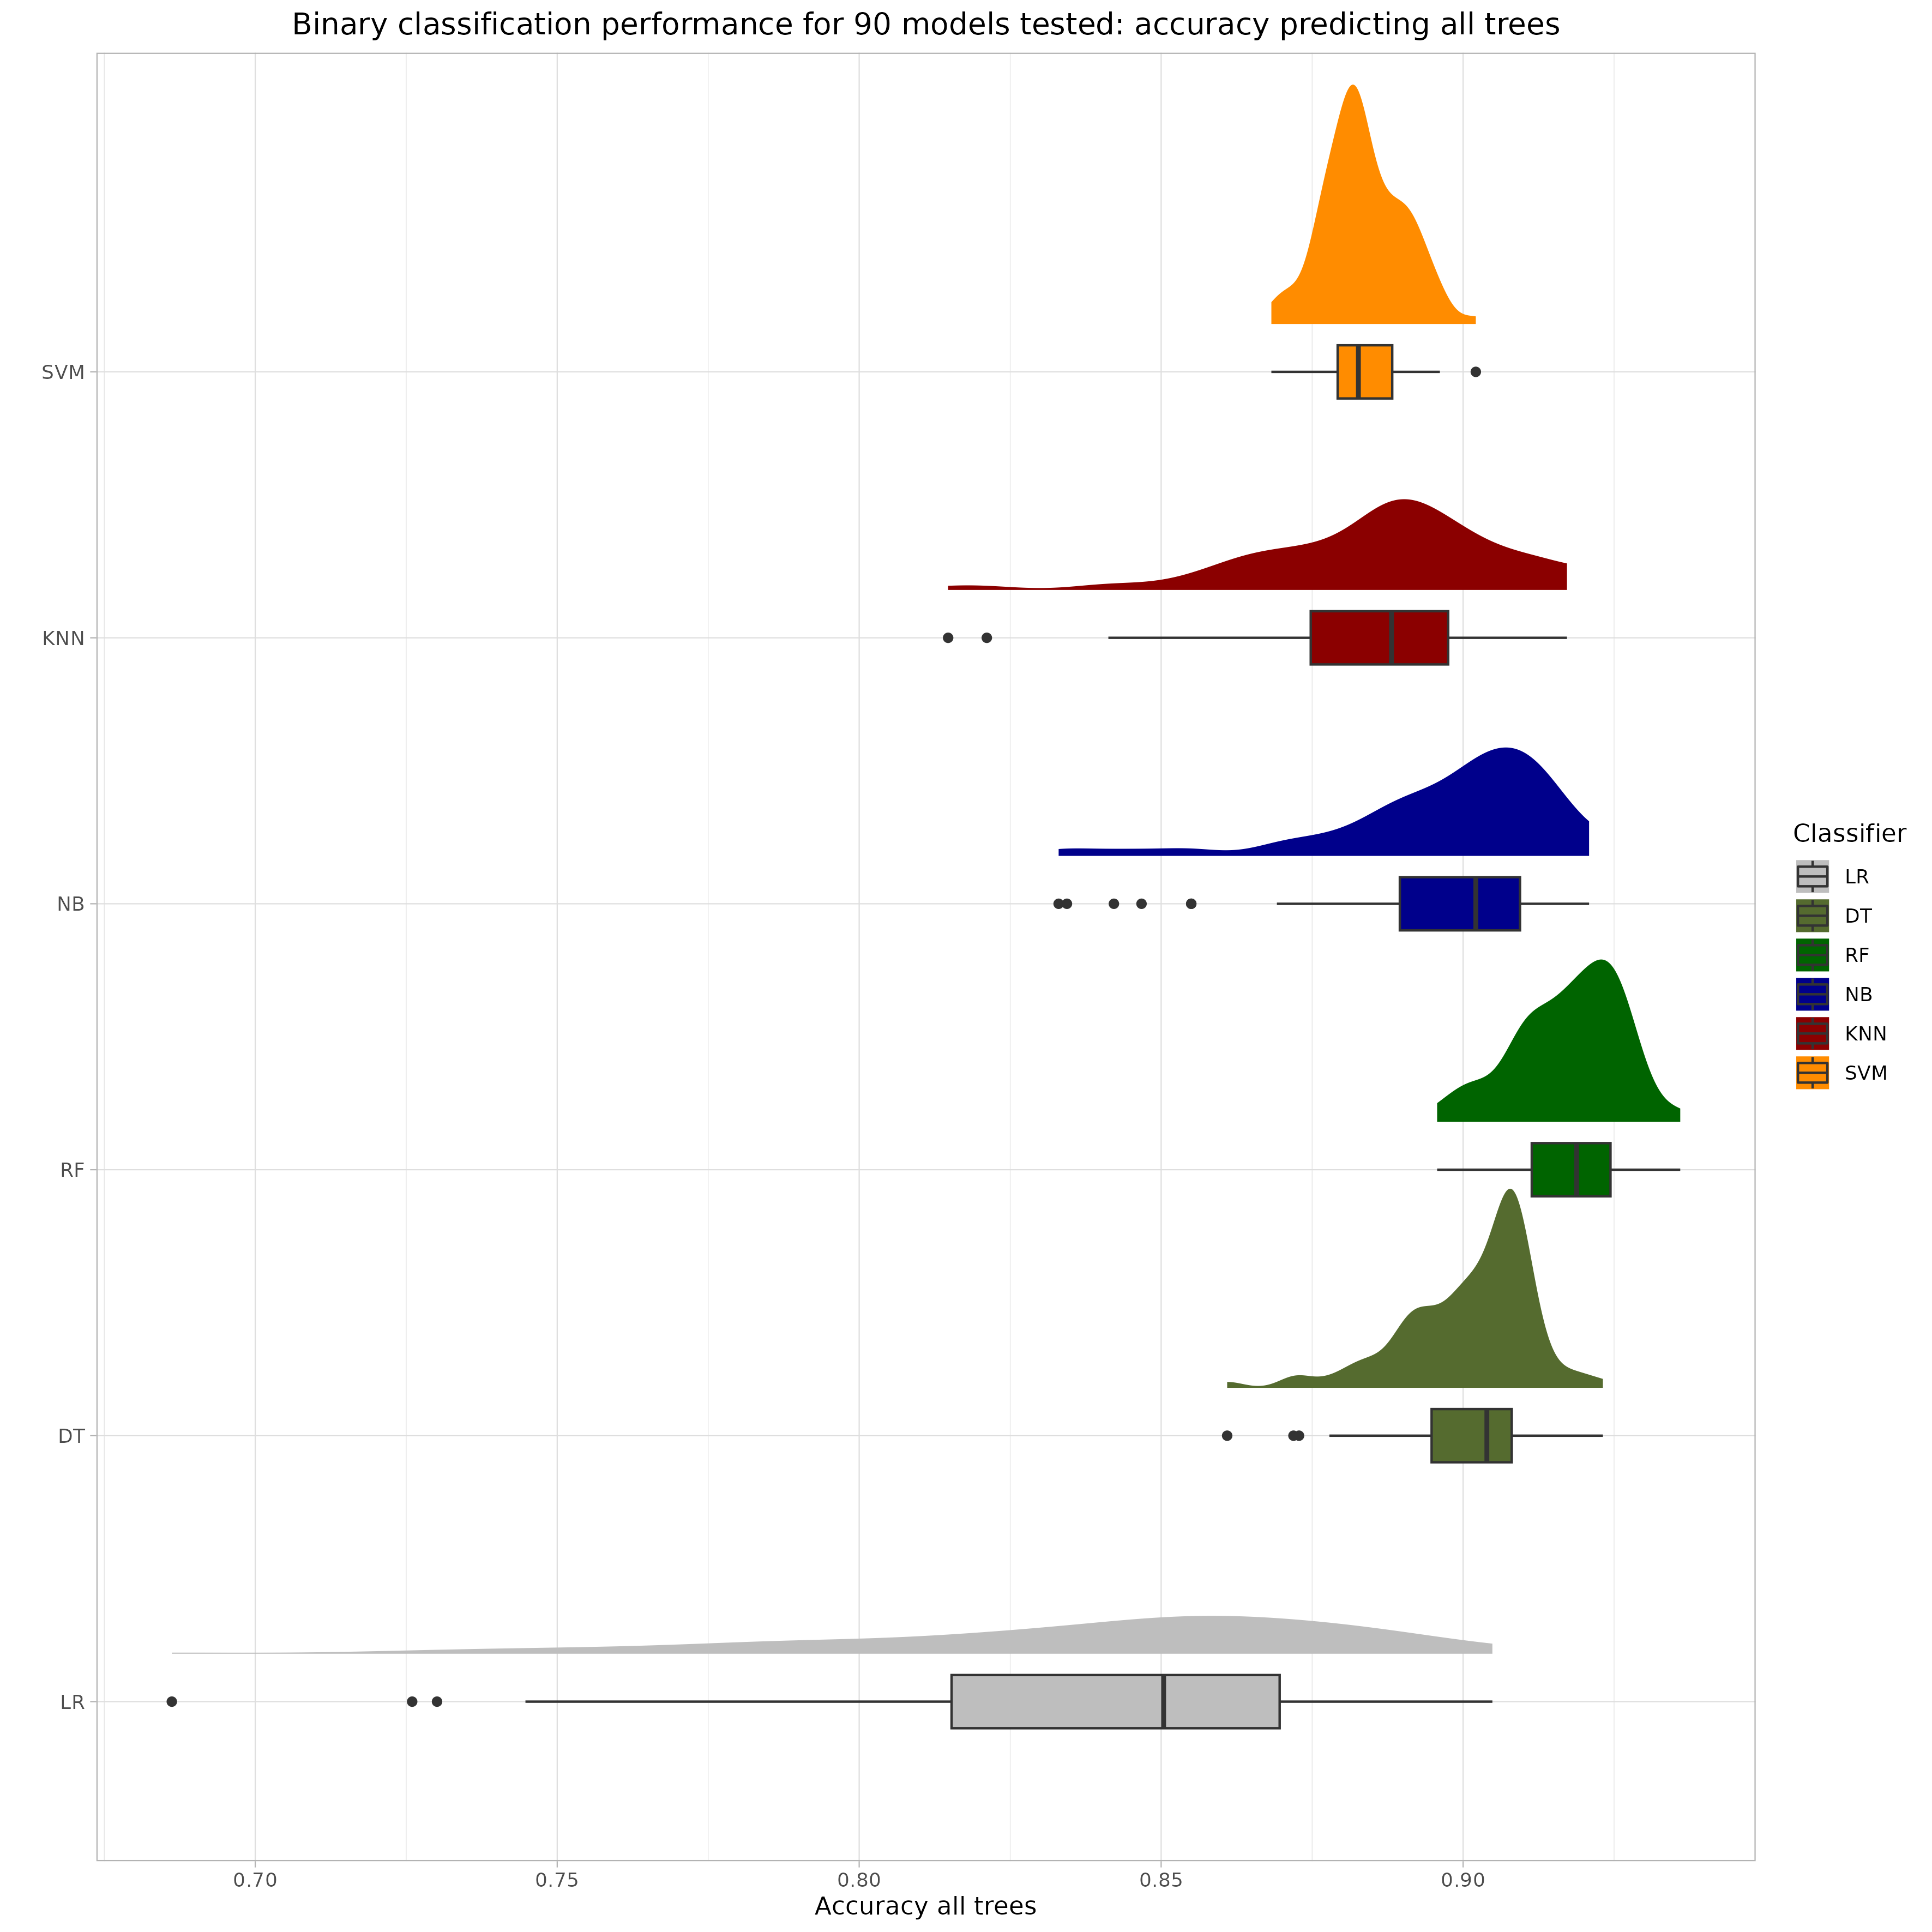 Binary classification performance for 90 models tested: accuracy predicting all trees
SVM
KNN
NB
RF
DT
LR
0.70 0.75 0.80 0.85 0.90
Accuracy all trees
Classifier
LR
DT
RF
NB
KNN
SVM